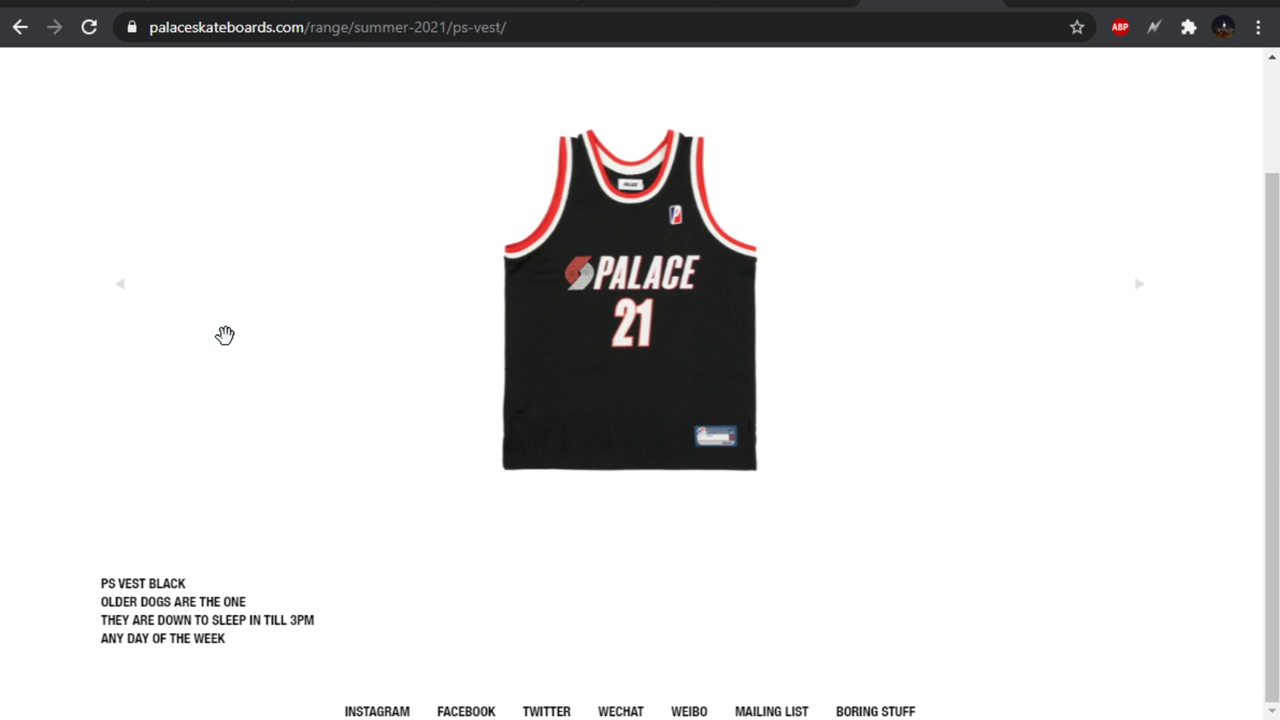 palaceskateboards.com/range/summer-2021/ps-vest/
ABP
PALACE
P
PALACE
21
PS VEST BLACK
OLDER DOGS ARE THE ONE
THEY ARE DOWN TO SLEEP IN TILL 3PM
ANY DAY OF THE WEEK
INSTAGRAM FACEBOOK TWITTER WECHAT WEIBO MAILING LIST BORING STUFF